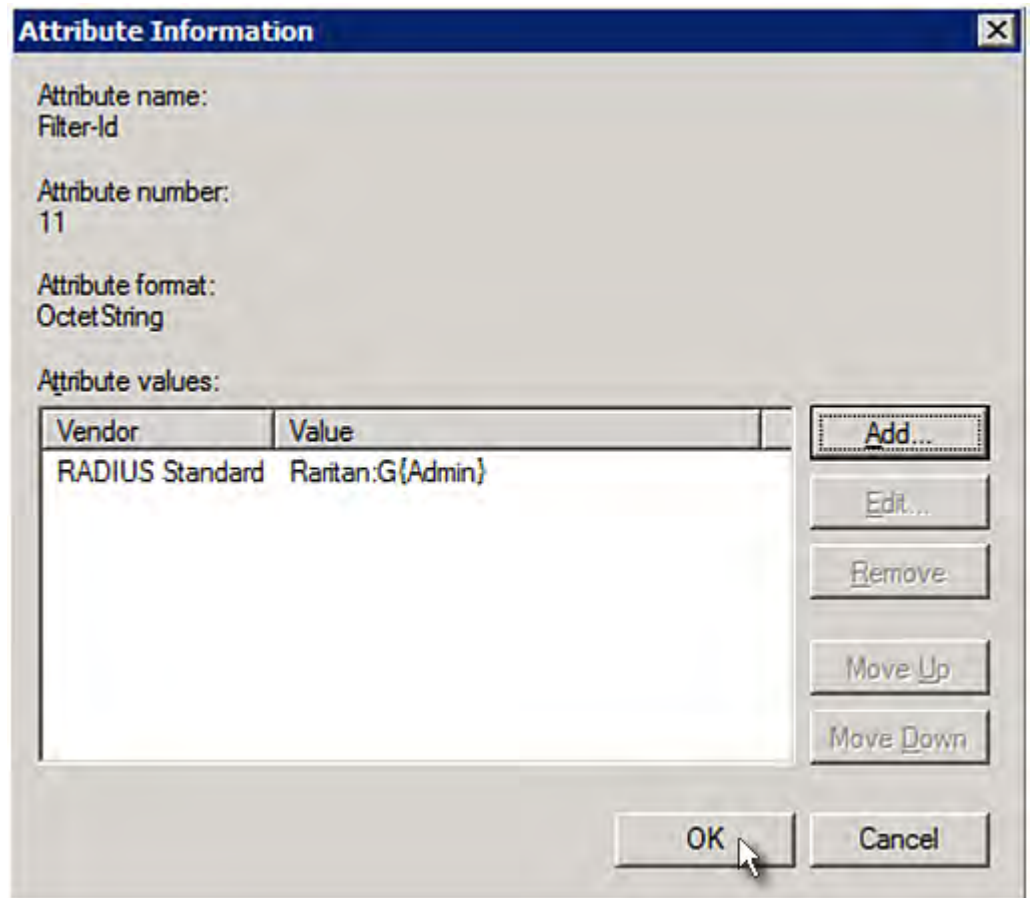 Attribute Information
Attribute name:
Filter-Id
Attribute number:
11
Attribute format:
OctetString
Attribute values:
Vendor Value
RADIUS Standard Raritan:G{Admin}
Add...
Edit...
Remove
Move Up
Move Down
OK Cancel